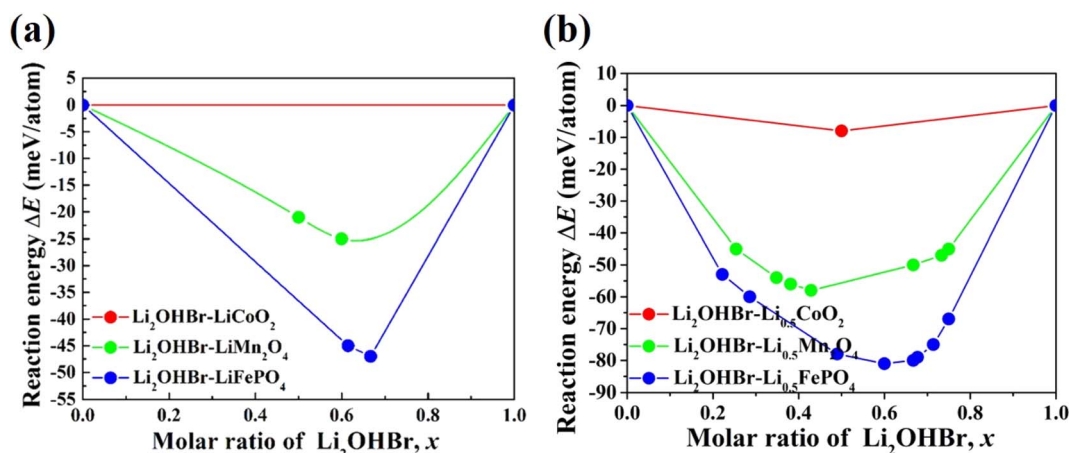 (a)
5
0
-5
-10
-15
-20
-25
-30
-35
-40
-45
-50
-55
Reaction energy ΔE (meV/atom)
Li₂OHBr-LiCoO₂
Li₂OHBr-LiMn₂O₄
Li₂OHBr-LiFePO₄
0.0 0.2 0.4 0.6 0.8 1.0
Molar ratio of Li₂OHBr, x
(b)
10
0
-10
-20
-30
-40
-50
-60
-70
-80
-90
Reaction energy ΔE (meV/atom)
Li₂OHBr-Li₀.₅CoO₂
Li₂OHBr-Li₀.₅Mn₂O₄
Li₂OHBr-Li₀.₅FePO₄
0.0 0.2 0.4 0.6 0.8 1.0
Molar ratio of Li₂OHBr, x